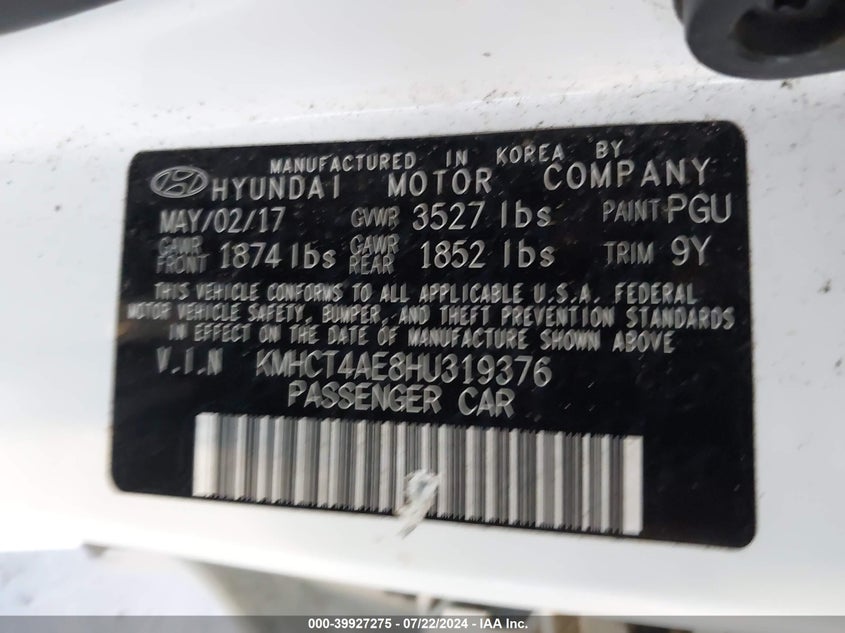 MANUFACTURED IN KOREA BY
HYUNDAI MOTOR COMPANY
MAY/02/17 GVWR 3527 lbs PAINT PGU
GAWR FRONT 1874 lbs GAWR REAR 1852 lbs TRIM 9Y
THIS VEHICLE CONFORMS TO ALL APPLICABLE U.S.A. FEDERAL
MOTOR VEHICLE SAFETY, BUMPER, AND THEFT PREVENTION STANDARDS
IN EFFECT ON THE DATE OF MANUFACTURE SHOWN ABOVE
V.I.N KMHCT4AE8HU319376
PASSENGER CAR
000-39927275 - 07/22/2024 - IAA Inc.